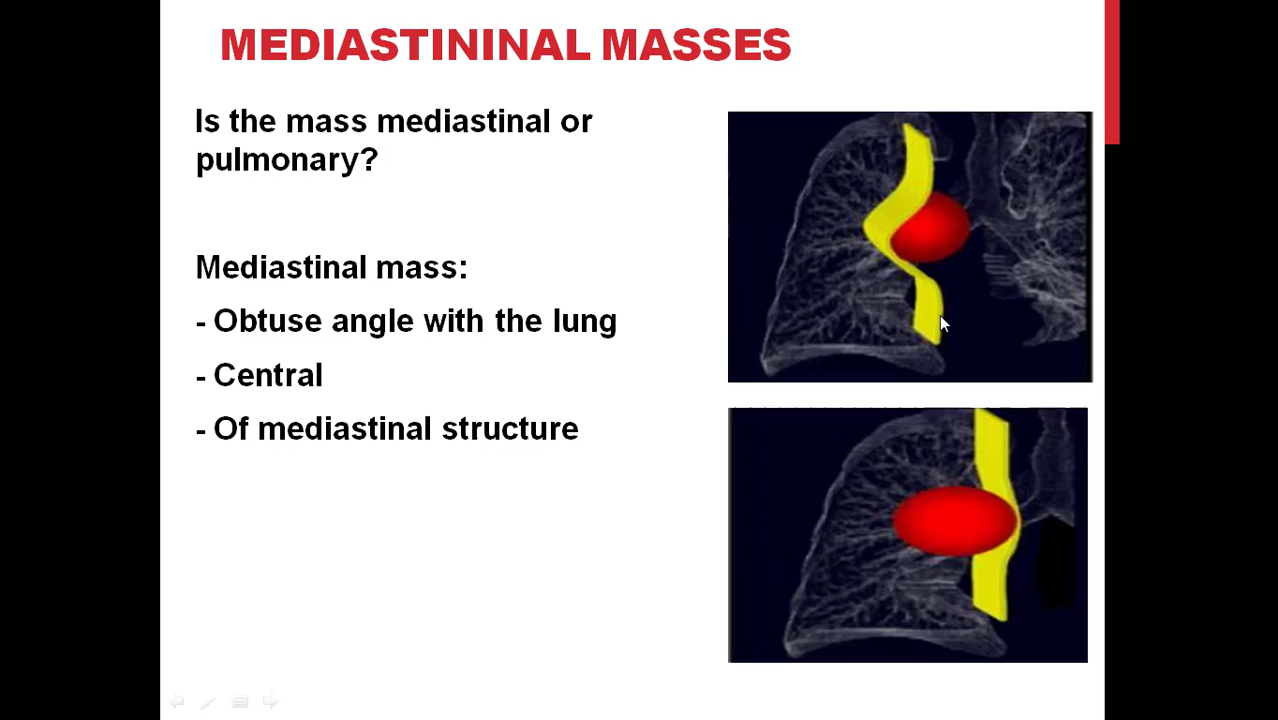 MEDIASTININAL MASSES
Is the mass mediastinal or
pulmonary?
Mediastinal mass:
- Obtuse angle with the lung
- Central
- Of mediastinal structure